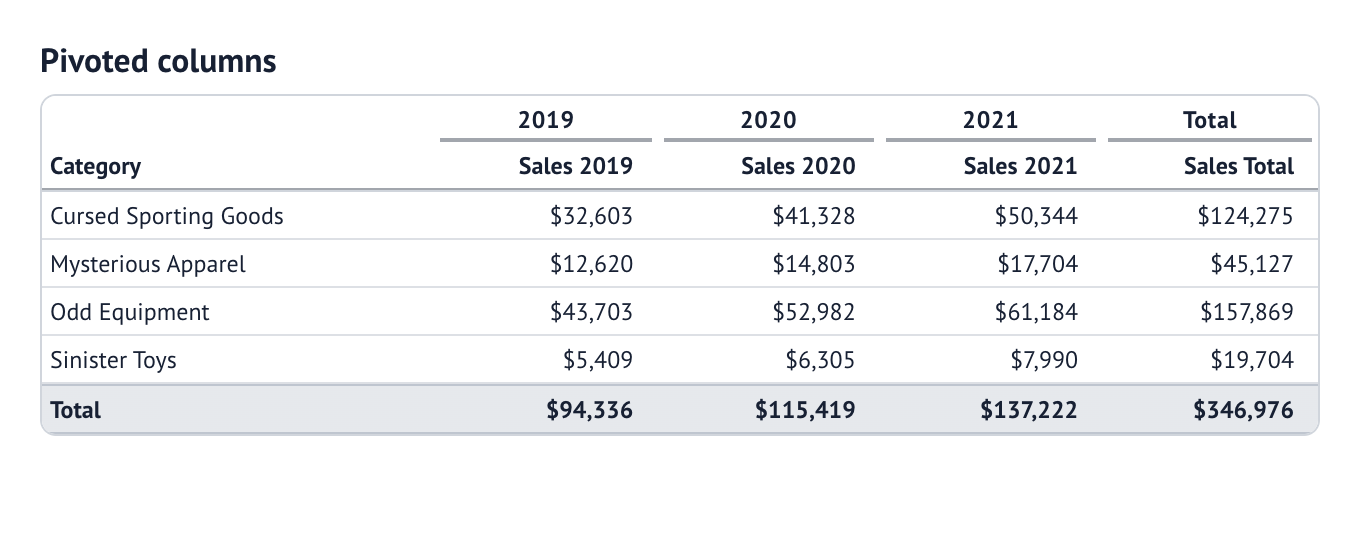 Pivoted columns
2019 2020 2021 Total
Category Sales 2019 Sales 2020 Sales 2021 Sales Total
Cursed Sporting Goods $32,603 $41,328 $50,344 $124,275
Mysterious Apparel $12,620 $14,803 $17,704 $45,127
Odd Equipment $43,703 $52,982 $61,184 $157,869
Sinister Toys $5,409 $6,305 $7,990 $19,704
Total $94,336 $115,419 $137,222 $346,976